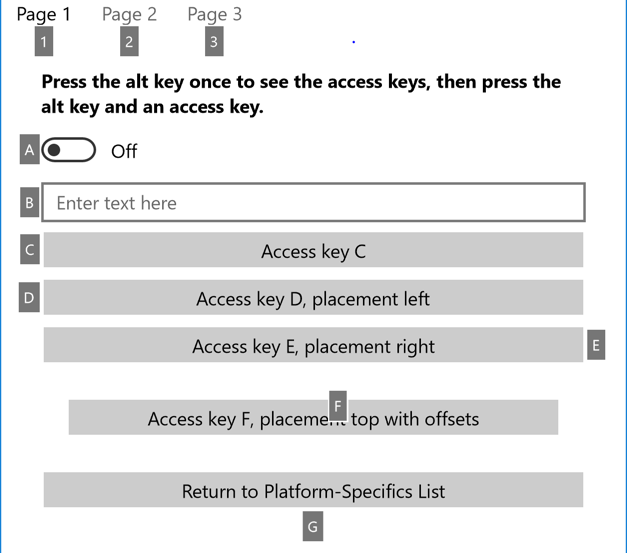 Page 1 Page 2 Page 3
1 2 3
Press the alt key once to see the access keys, then press the
alt key and an access key.
A Off
B Enter text here
C Access key C
D Access key D, placement left
Access key E, placement right E
F
Access key F, placement top with offsets
Return to Platform-Specifics List
G